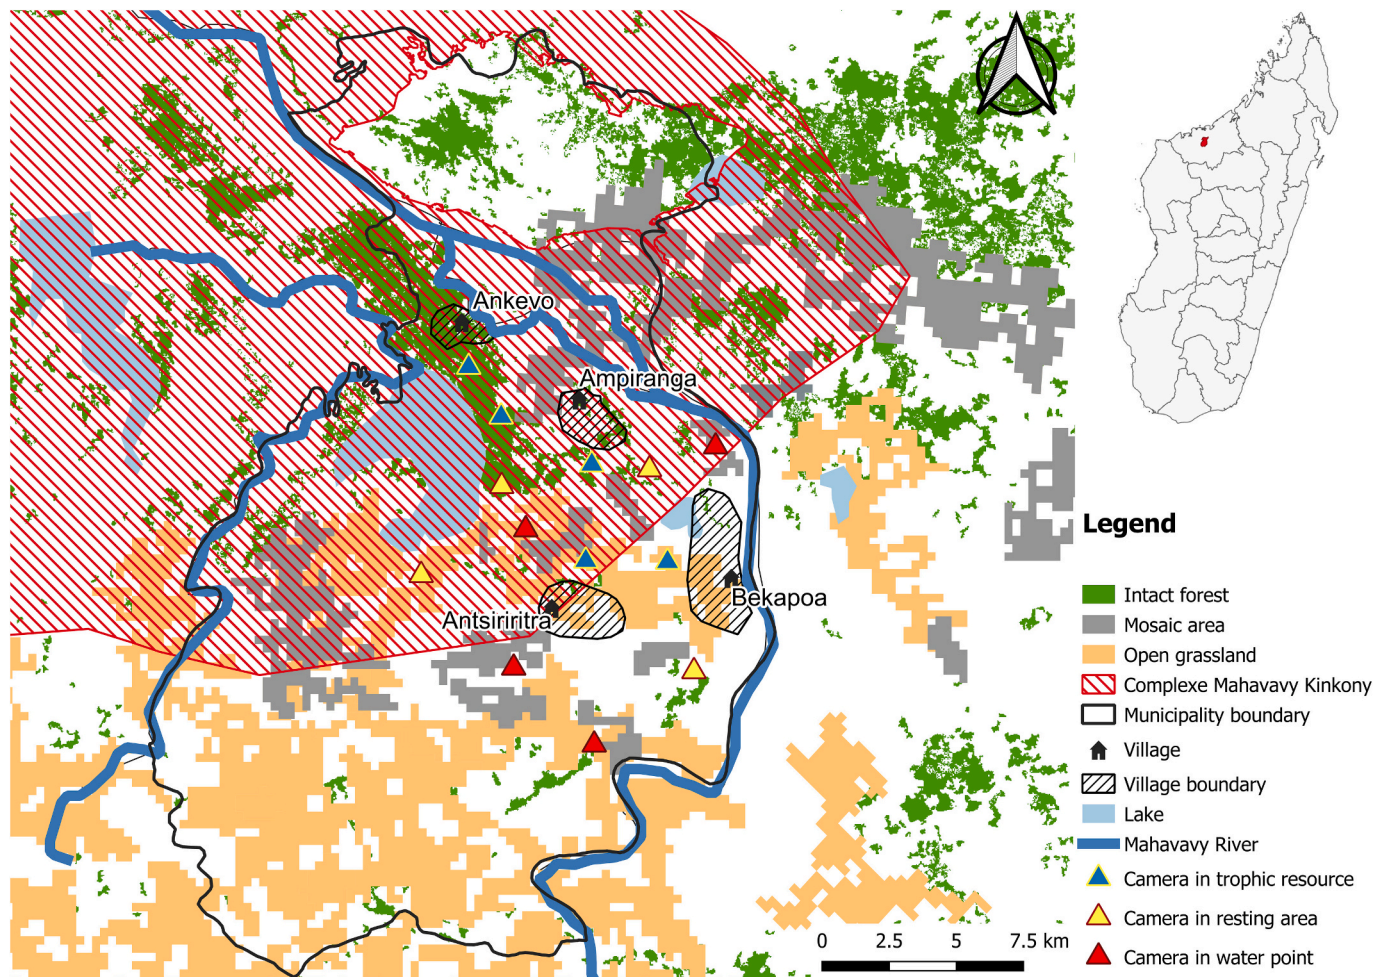 Ankevo
Ampiranga
Antsiriritra
Bekapoa
Legend
Intact forest
Mosaic area
Open grassland
Complexe Mahavavy Kinkony
Municipality boundary
Village
Village boundary
Lake
Mahavavy River
Camera in trophic resource
Camera in resting area
Camera in water point
0 2.5 5 7.5 km